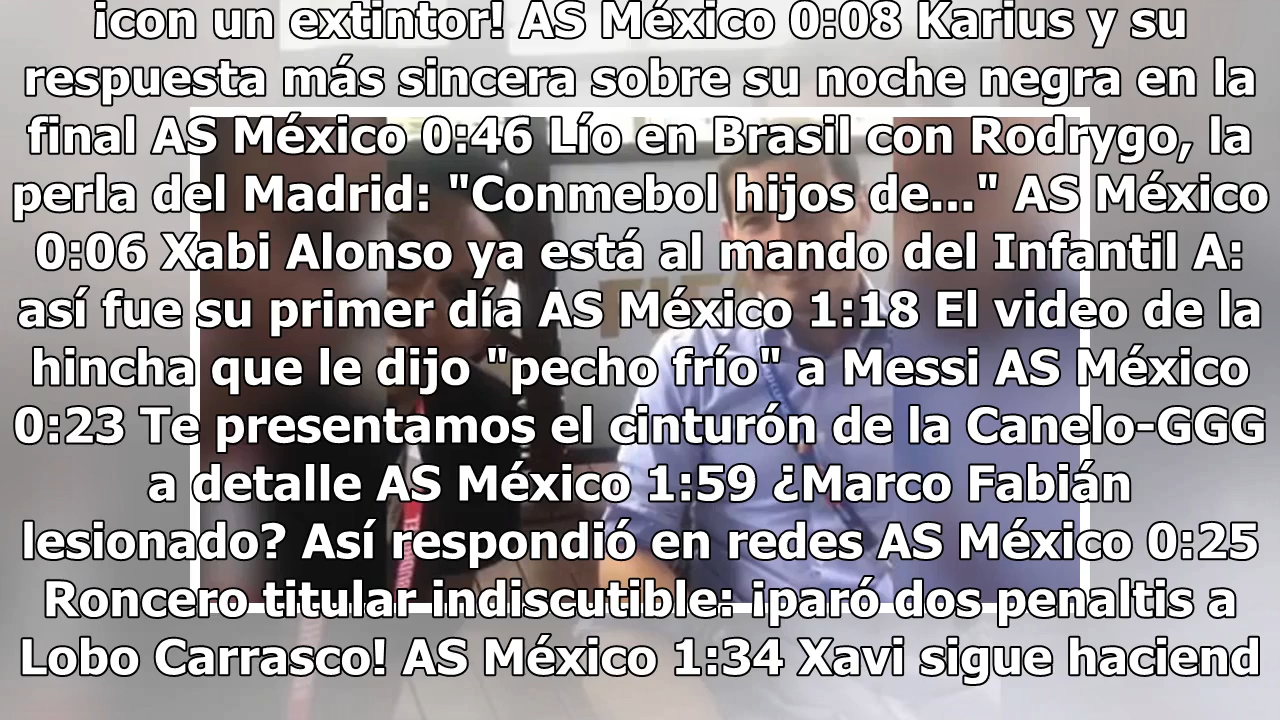 ¡con un extintor! AS México 0:08 Karius y su
respuesta más sincera sobre su noche negra en la
final AS México 0:46 Lío en Brasil con Rodrygo, la
perla del Madrid: "Conmebol hijos de..." AS México
0:06 Xabi Alonso ya está al mando del Infantil A:
así fue su primer día AS México 1:18 El video de la
hincha que le dijo "pecho frío" a Messi AS México
0:23 Te presentamos el cinturón de la Canelo-GGG
a detalle AS México 1:59 ¿Marco Fabián
lesionado? Así respondió en redes AS México 0:25
Roncero titular indiscutible: ¡paró dos penaltis a
Lobo Carrasco! AS México 1:34 Xavi sigue haciend